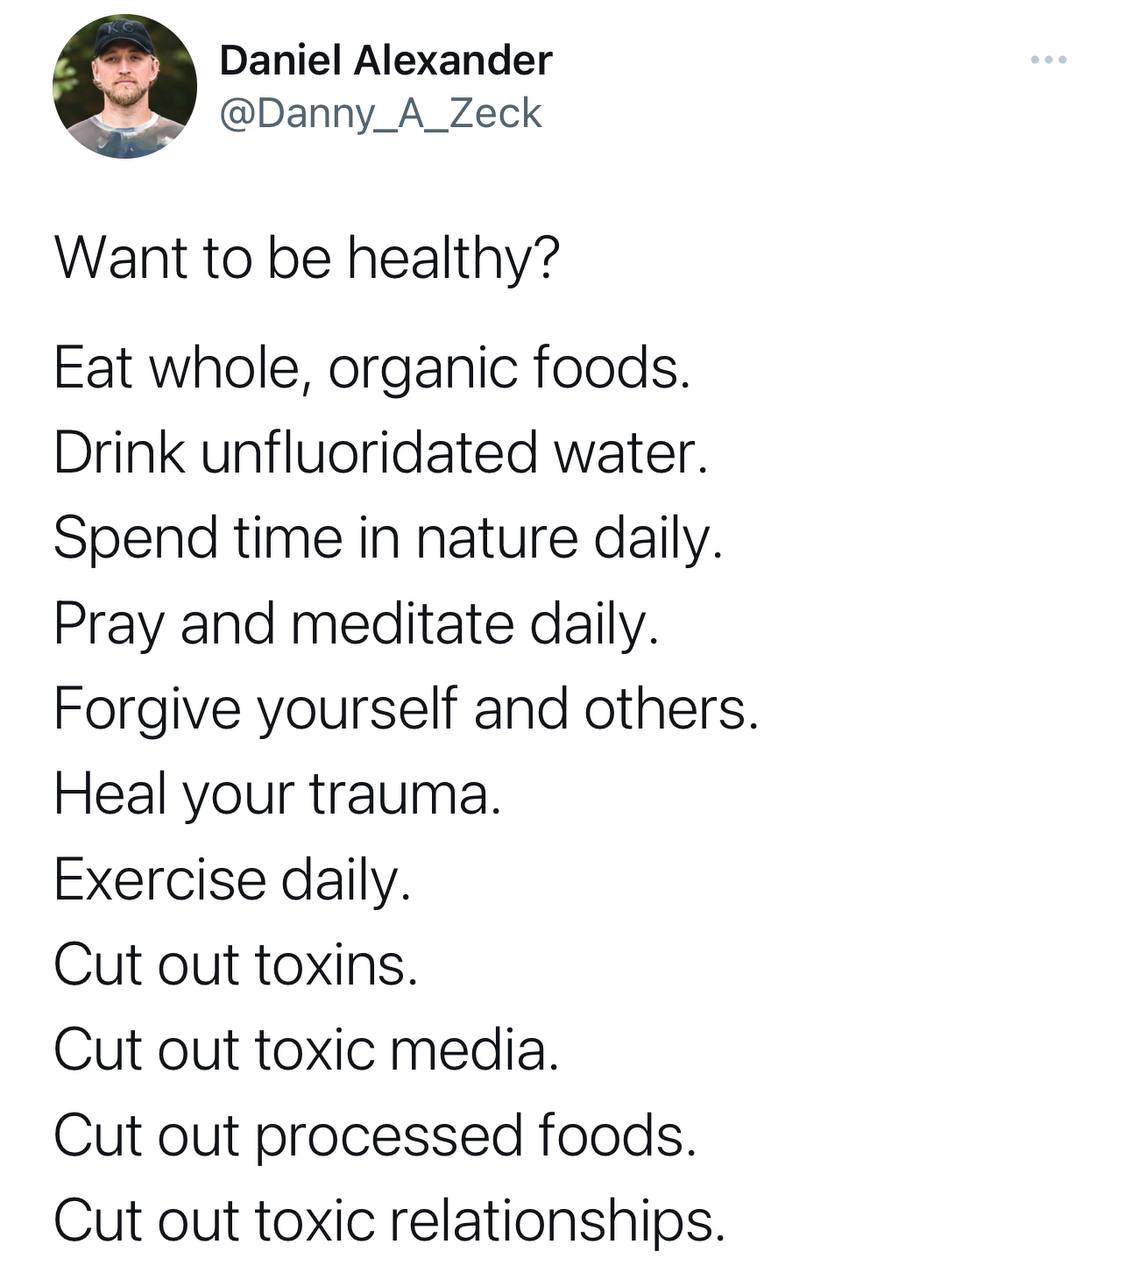 Daniel Alexander
@Danny_A_Zeck
Want to be healthy?
Eat whole, organic foods.
Drink unfluoridated water.
Spend time in nature daily.
Pray and meditate daily.
Forgive yourself and others.
Heal your trauma.
Exercise daily.
Cut out toxins.
Cut out toxic media.
Cut out processed foods.
Cut out toxic relationships.